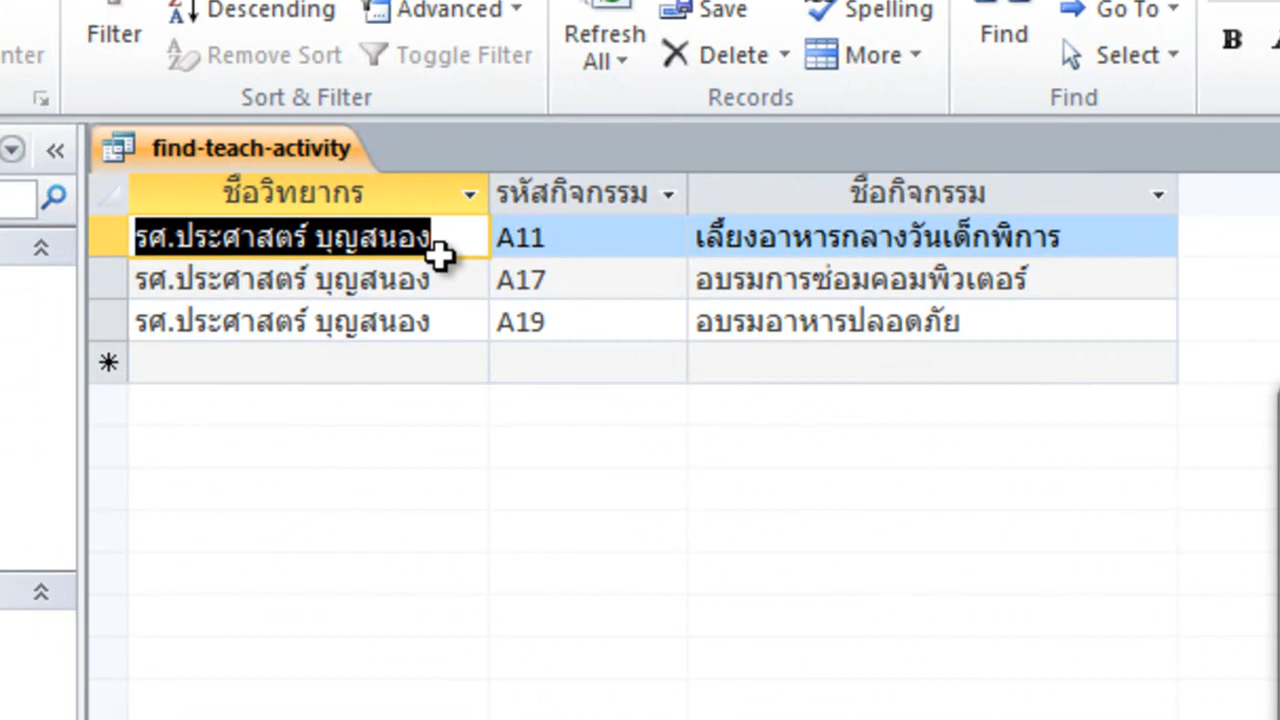 Descending Advanced Save Spelling Go To
Filter Refresh Find
nter Remove Sort Toggle Filter All Delete More Select B
Sort & Filter Records Find
find-teach-activity
ชื่อวิทยากร รหัสกิจกรรม ชื่อกิจกรรม
รศ.ประศาสตร์ บุญสนอง A11 เลี้ยงอาหารกลางวันเด็กพิการ
รศ.ประศาสตร์ บุญสนอง A17 อบรมการซ่อมคอมพิวเตอร์
รศ.ประศาสตร์ บุญสนอง A19 อบรมอาหารปลอดภัย